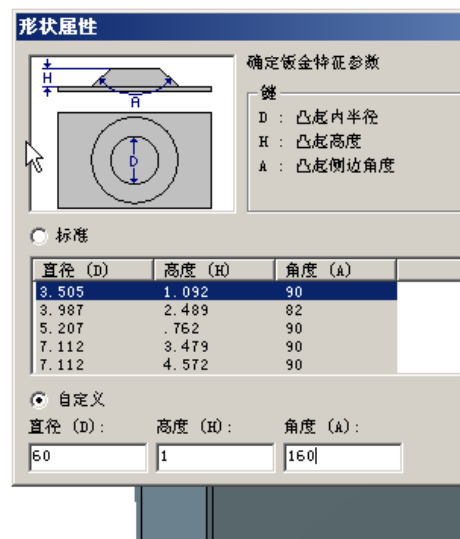 形状属性
H
A
D
确定钣金特征参数
键
D : 凸起内半径
H : 凸起高度
A : 凸起侧边角度
标准
直径 (D) 高度 (H) 角度 (A)
3.505 1.092 90
3.987 2.489 82
5.207 .762 90
7.112 3.479 90
7.112 4.572 90
自定义
直径 (D): 高度 (H): 角度 (A):
60 1 160